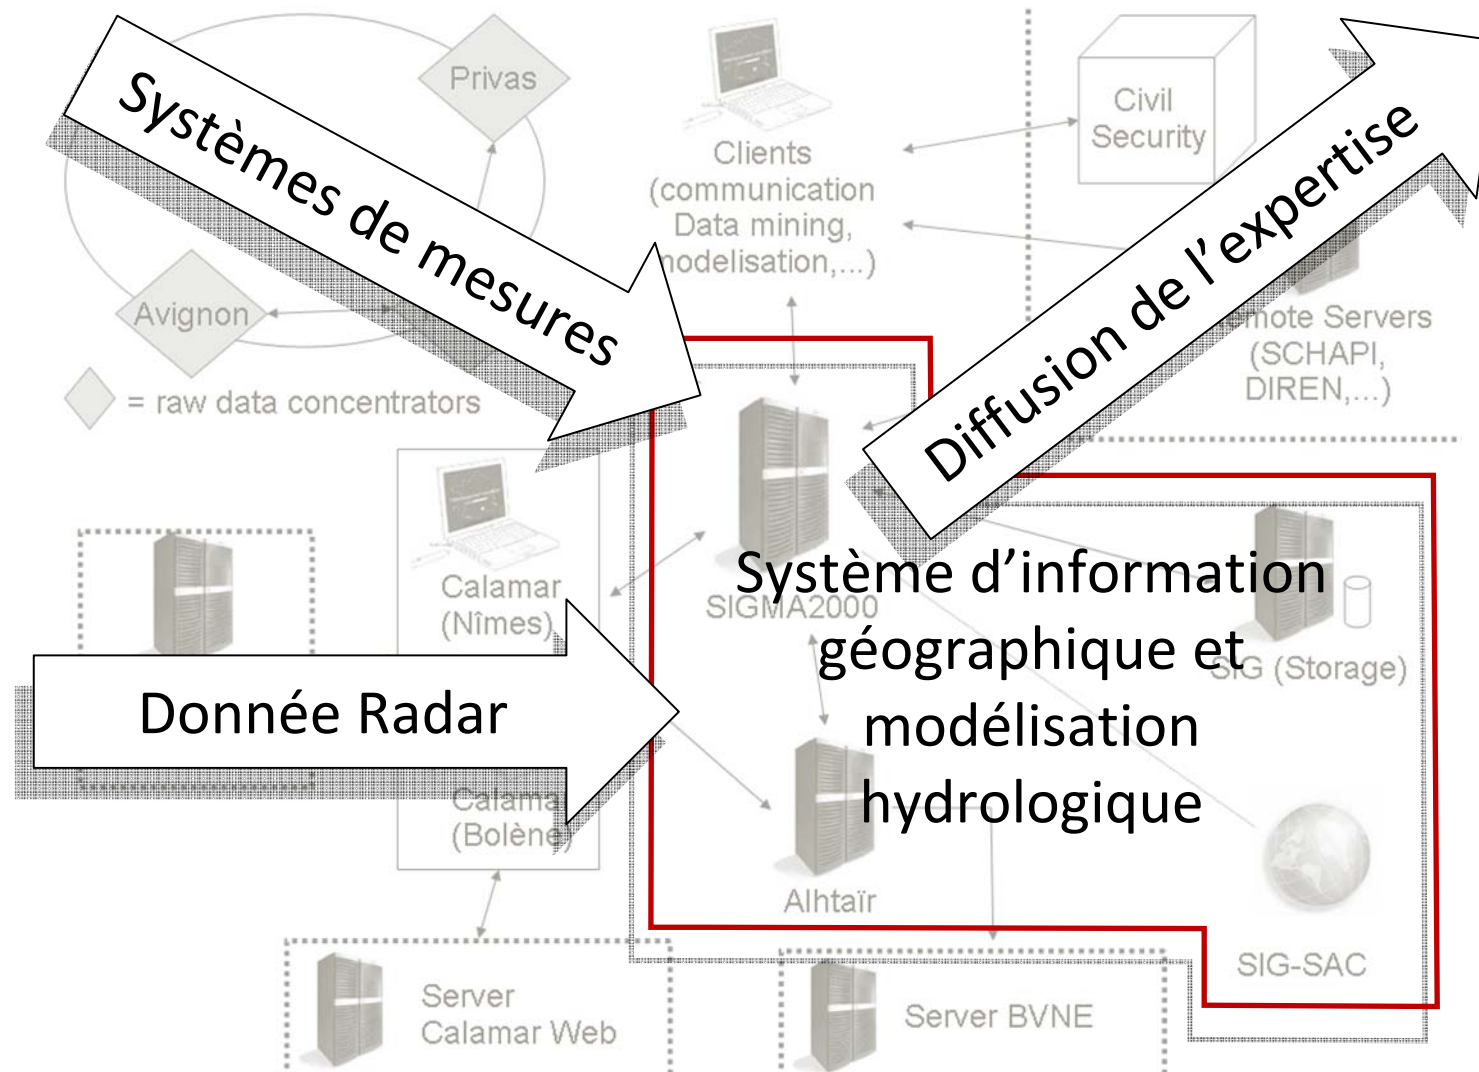 Privas
Systèmes de mesures
Avignon
= raw data concentrators
Clients
(communication
Data mining,
modelisation,...)
Civil
Security
Diffusion de l’expertise
Remote Servers
(SCHAPI,
DIREN,...)
Calamar
(Nîmes)
SIGMA2000
Système d’information
géographique et
modélisation
hydrologique
SIG (Storage)
Donnée Radar
Calamar
(Bolène)
Alhtaïr
SIG-SAC
Server
Calamar Web
Server BVNE